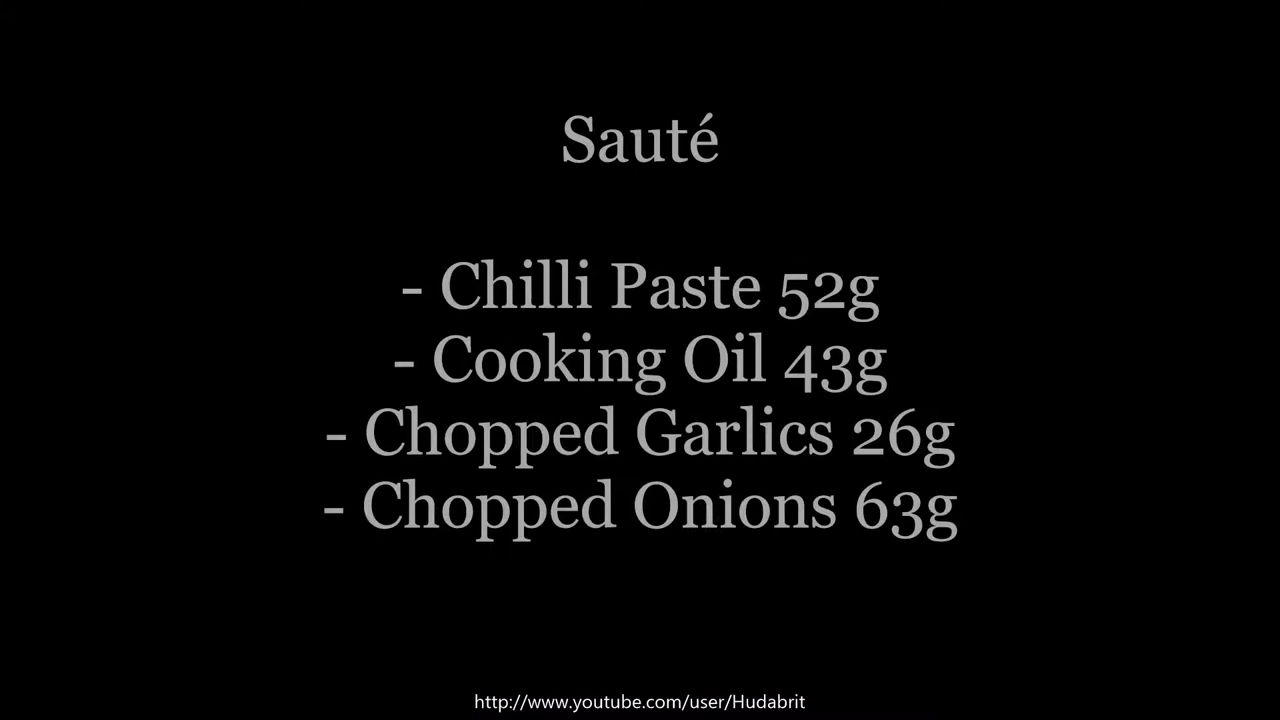 Sauté
- Chilli Paste 52g
- Cooking Oil 43g
- Chopped Garlics 26g
- Chopped Onions 63g
http://www.youtube.com/user/Hudabrit